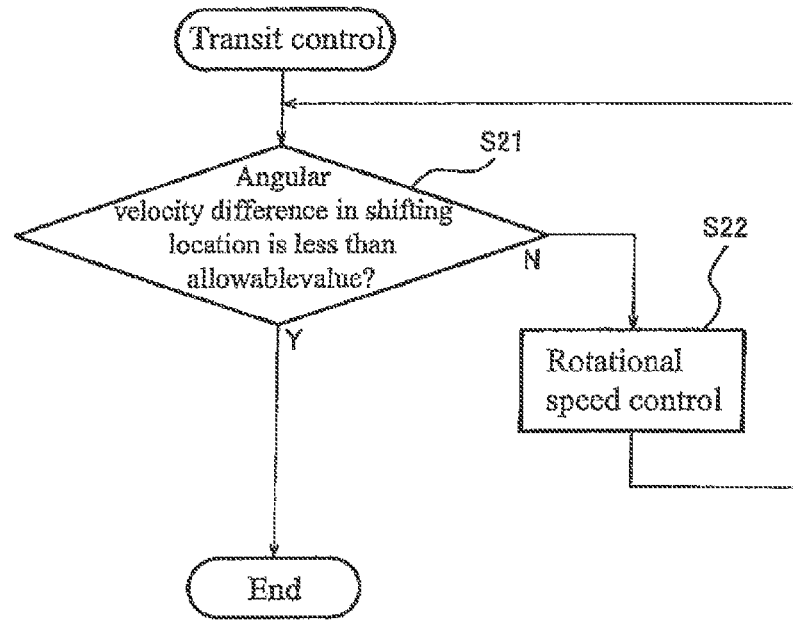 Transit control
S21
Angular
velocity difference in shifting
location is less than
allowablevalue?
N
S22
Y
Rotational
speed control
End